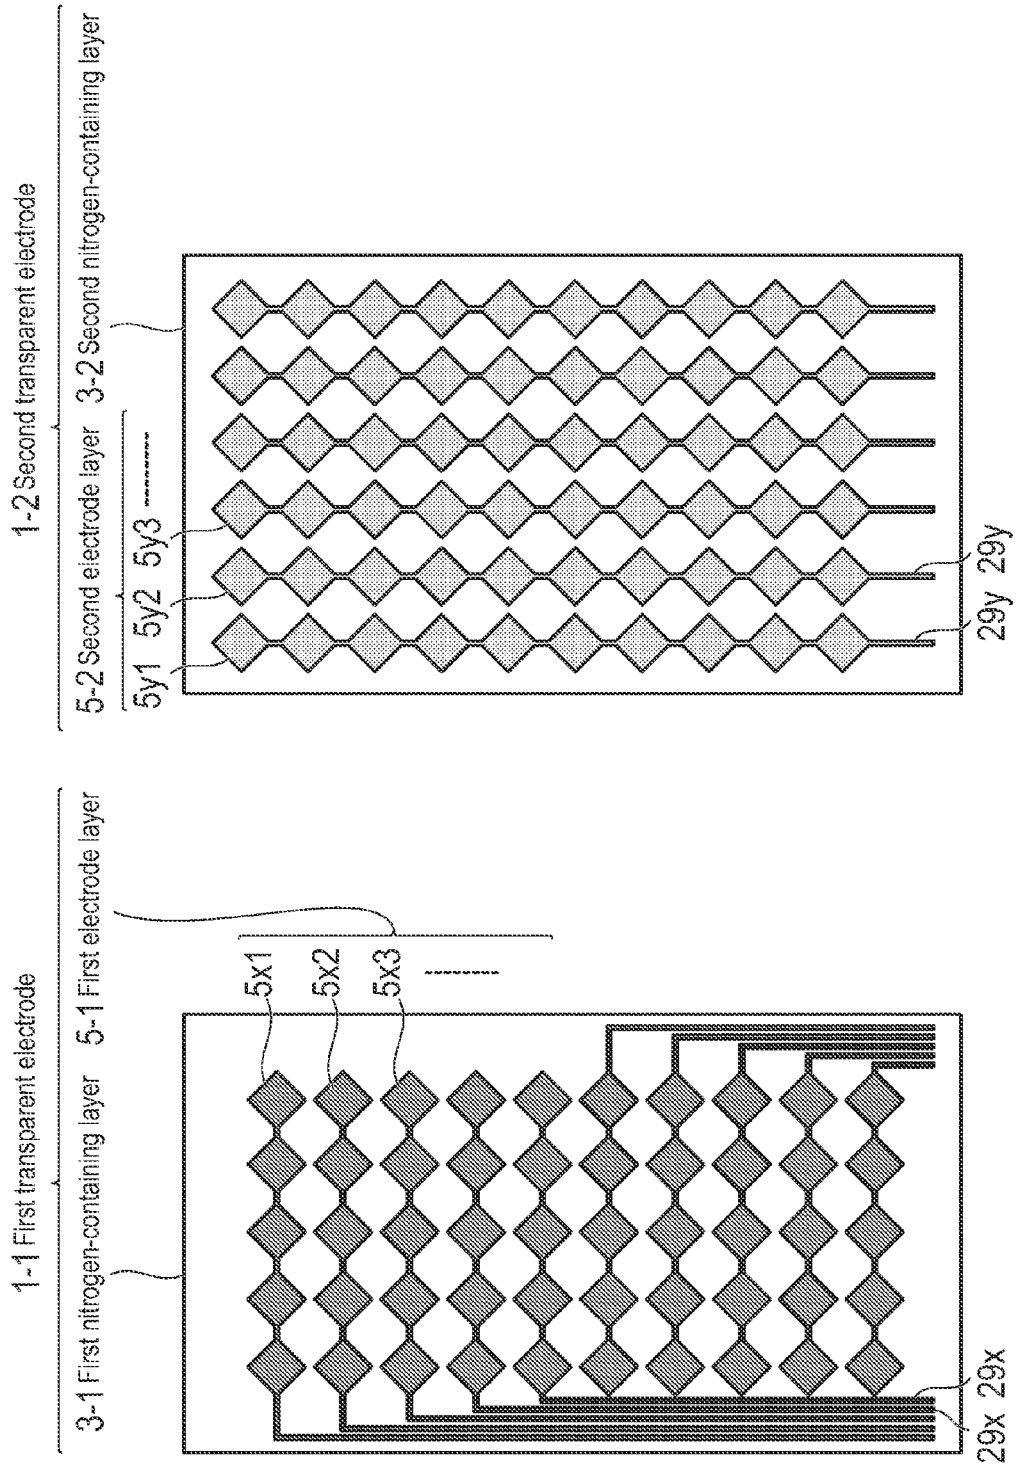 1-1 First transparent electrode
3-1 First nitrogen-containing layer 5-1 First electrode layer
5x1
5x2
5x3
29x 29x
1-2 Second transparent electrode
5-2 Second electrode layer 3-2 Second nitrogen-containing layer
5y1 5y2 5y3
29y 29y